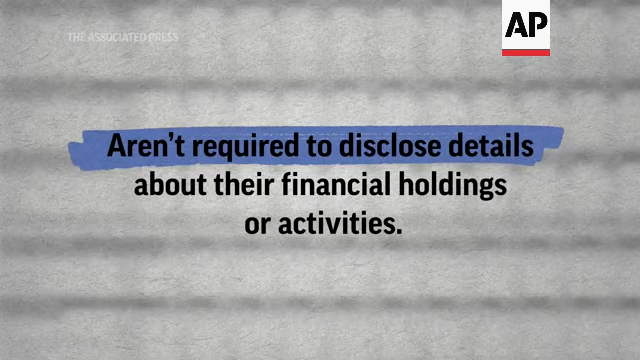 THE ASSOCIATED PRESS
AP
Aren't required to disclose details
about their financial holdings
or activities.